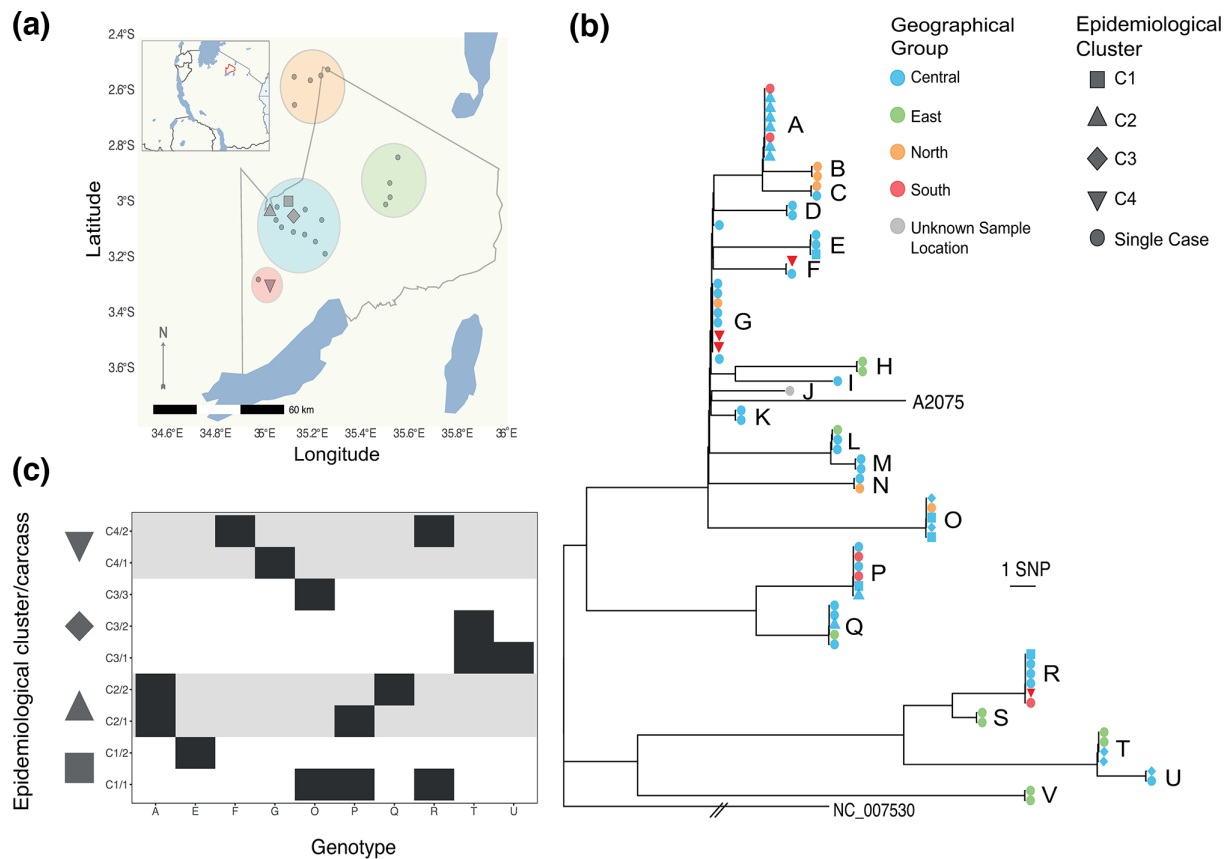 (a)
2.4°S
2.6°S
2.8°S
3°S
3.2°S
3.4°S
3.6°S
Latitude
N
60 km
34.6°E
34.8°E
35°E
35.2°E
35.4°E
35.6°E
35.8°E
36°E
Longitude
(b)
Geographical
Group
Central
East
North
South
Unknown Sample
Location
Epidemiological
Cluster
C1
C2
C3
C4
Single Case
A
B
C
D
E
F
G
H
I
J
A2075
K
L
M
N
O
P
1 SNP
Q
R
S
T
U
V
NC_007530
(c)
Epidemiological cluster/carcass
C4/2
C4/1
C3/3
C3/2
C3/1
C2/2
C2/1
C1/2
C1/1
A E F G O P Q R T U
Genotype